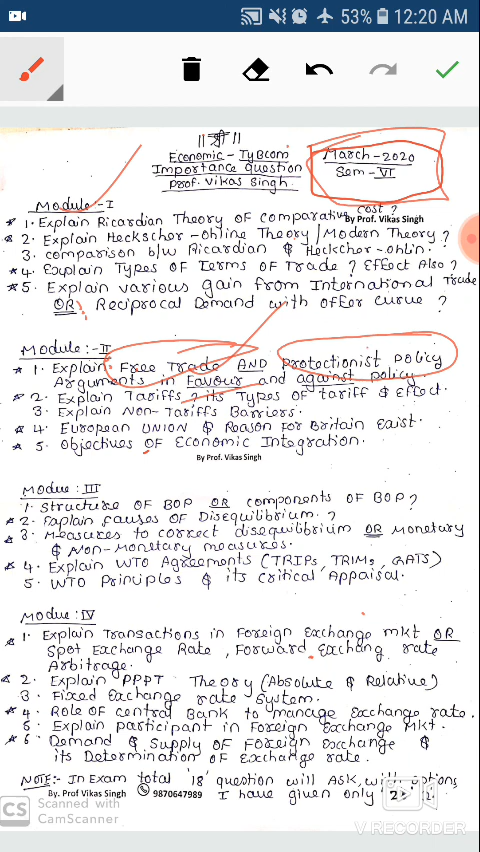 53% 12:20 AM
|| श्री ||
Economic - TyBcom
Importance question
Prof. Vikas Singh.
March - 2020
Sem - VI
Module:- I
* 1. Explain Ricardian Theory of comparative cost?
By Prof. Vikas Singh
* 2. Explain Heckscher-ohline Theory / Modern Theory?
3. comparison b/w Ricardian & Heckcher-ohlin.
* 4. Explain Types of Terms of Trade? Effect Also?
* 5. Explain various gain from International Trade
OR Reciprocal Demand with offer curve?
Module:- II
* 1. Explain Free Trade AND protectionist policy
Arguments in Favour and against policy.
* 2. Explain Tariffs? its Types of tariff & Effect.
3. Explain Non-Tariffs Barriers.
* 4. European UNION & Reason for Britain Exist.
* 5. Objectives of Economic Integration.
By Prof. Vikas Singh
Modue: III
1. Structure of BOP OR components of BOP?
* 2. Explain causes of Disequilibrium.?
* 3. Measures to correct disequilibrium OR Monetary
& Non-Monetary measures.
* 4. Explain WTO Agreements (TRIPs, TRIMs, GATS)
5. WTO Principles & its critical Appaisal.
Modue: IV
* 1. Explain Transactions in Foreign Exchange mkt OR
Spot Exchange Rate, Forward Exchang rate
Arbitrage.
* 2. Explain PPPT Theory (Absolute & Relative)
3. Fixed Exchange rate System.
* 4. Role of central Bank to manage Exchange rate.
5. Explain participant in Foreign Exchange Mkt.
* 6. Demand & Supply of Foreign Exchange &
its Determination of Exchange rate.
NOTE:- In Exam total '18' question will Ask, with options
By. Prof Vikas Singh 9870647989 I have given only
CS Scanned with
CamScanner
V RECORDER